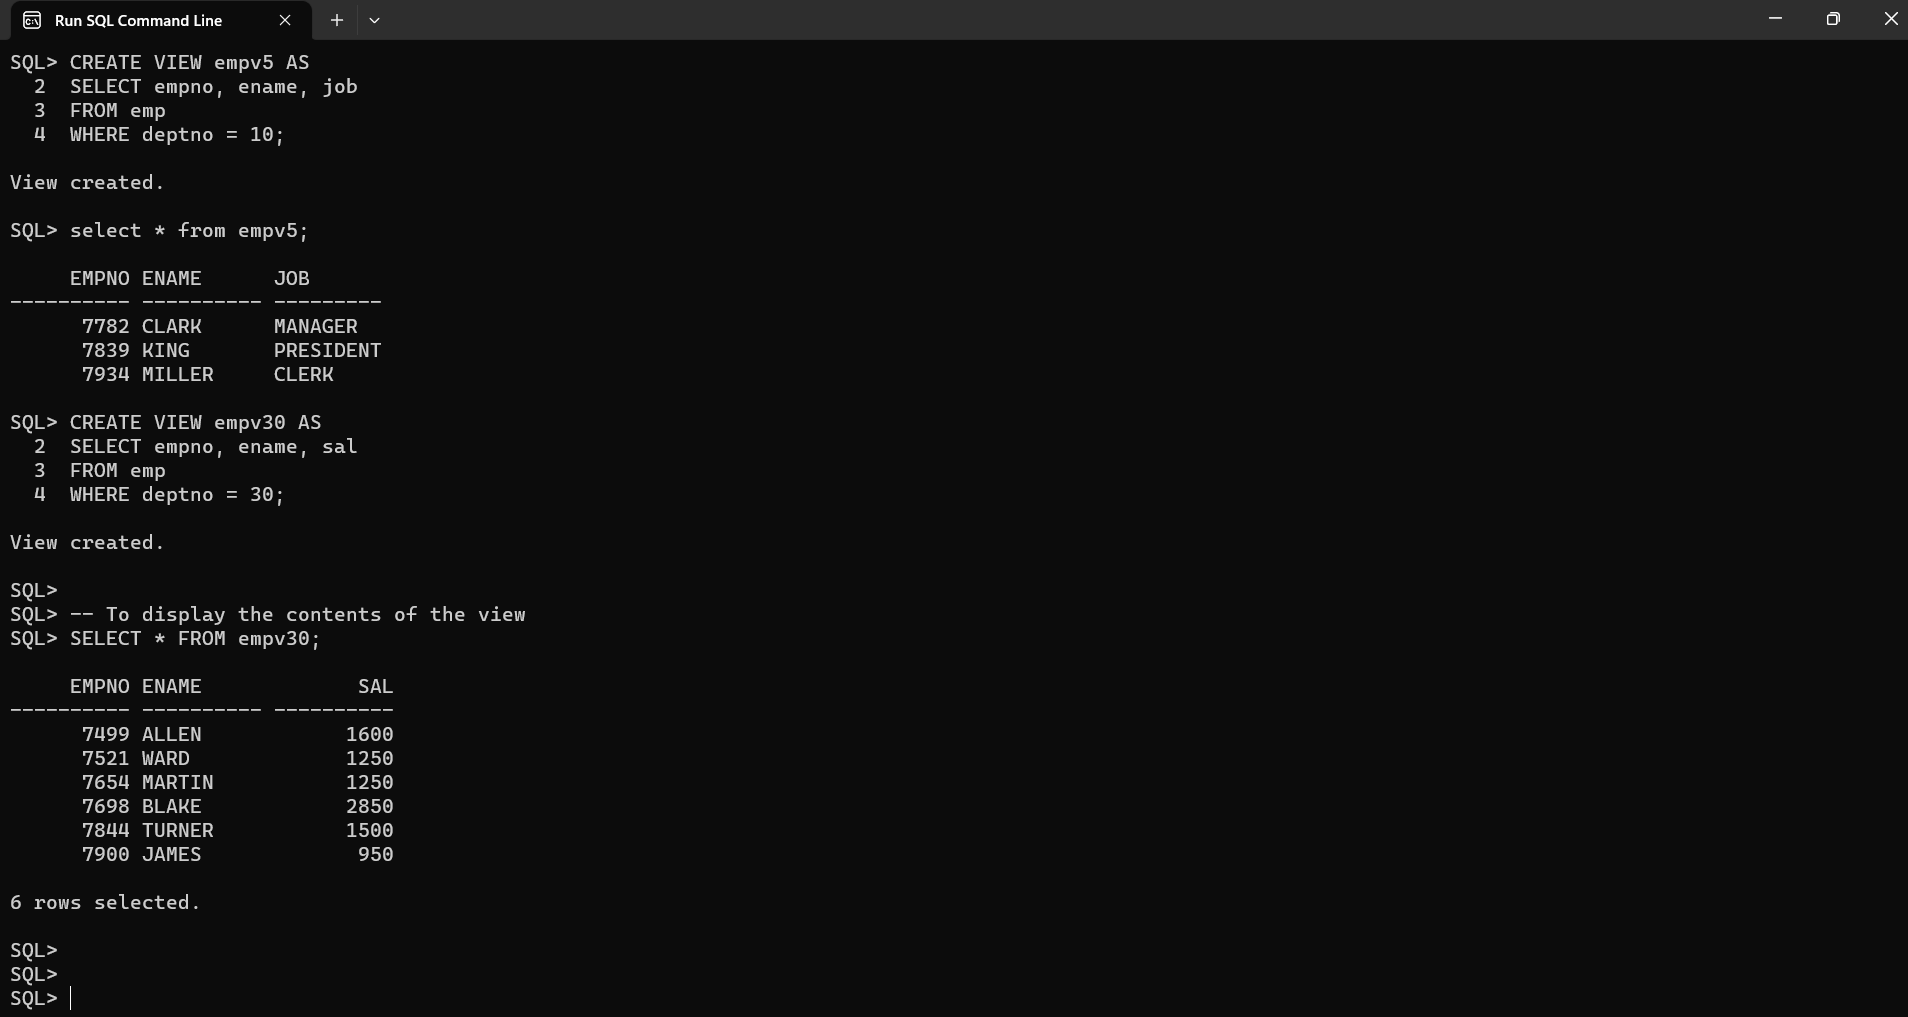 Run SQL Command Line
SQL> CREATE VIEW empv5 AS
  2  SELECT empno, ename, job
  3  FROM emp
  4  WHERE deptno = 10;
View created.
SQL> select * from empv5;
     EMPNO ENAME      JOB
---------- ---------- ---------
      7782 CLARK      MANAGER
      7839 KING       PRESIDENT
      7934 MILLER     CLERK
SQL> CREATE VIEW empv30 AS
  2  SELECT empno, ename, sal
  3  FROM emp
  4  WHERE deptno = 30;
View created.
SQL>
SQL> -- To display the contents of the view
SQL> SELECT * FROM empv30;
     EMPNO ENAME             SAL
---------- ---------- ----------
      7499 ALLEN            1600
      7521 WARD             1250
      7654 MARTIN           1250
      7698 BLAKE            2850
      7844 TURNER           1500
      7900 JAMES             950
6 rows selected.
SQL>
SQL>
SQL>